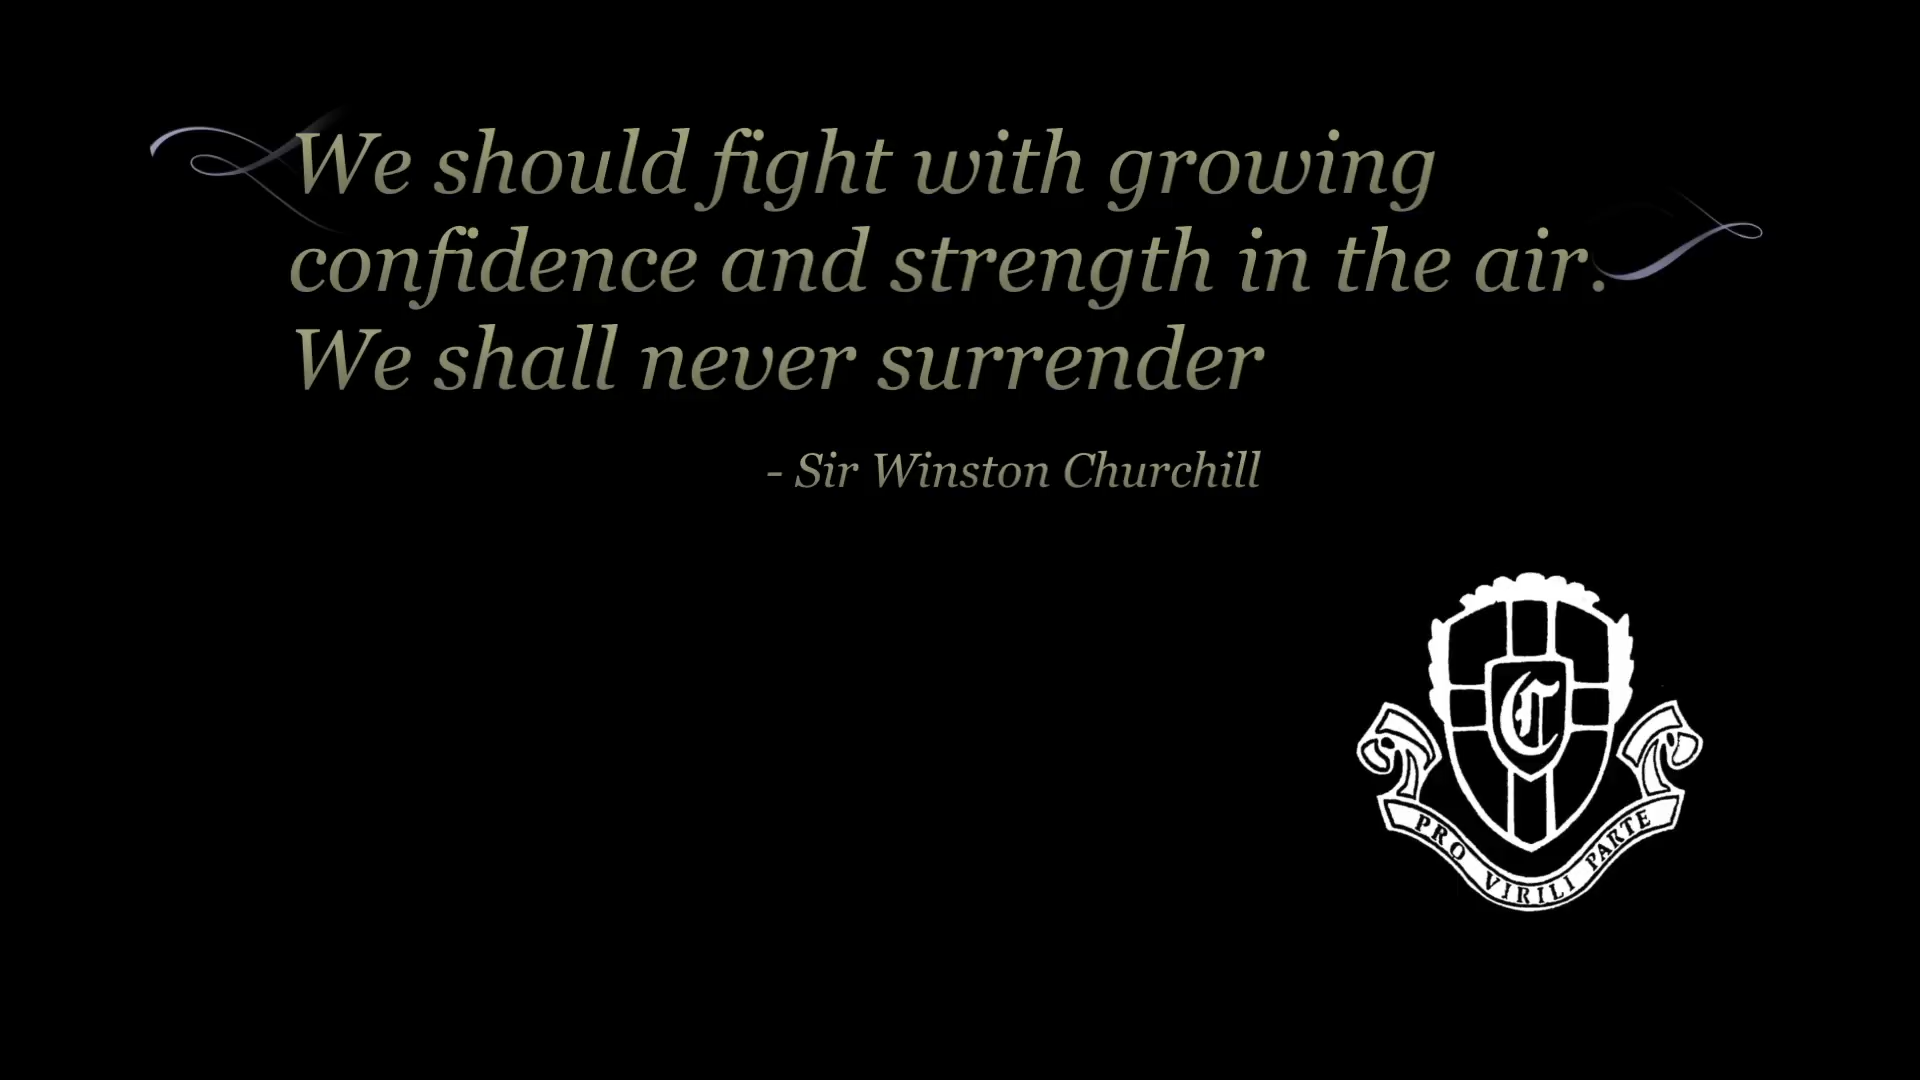 We should fight with growing
confidence and strength in the air.
We shall never surrender
- Sir Winston Churchill
C
PRO VIRILI PARTE